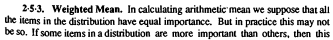 2·5·3. Weighted Mean. In calculating arithmetic mean we suppose that all
the items in the distribution have equal importance. But in practice this may not
be so. If some items in a distribution are more important than others, then this